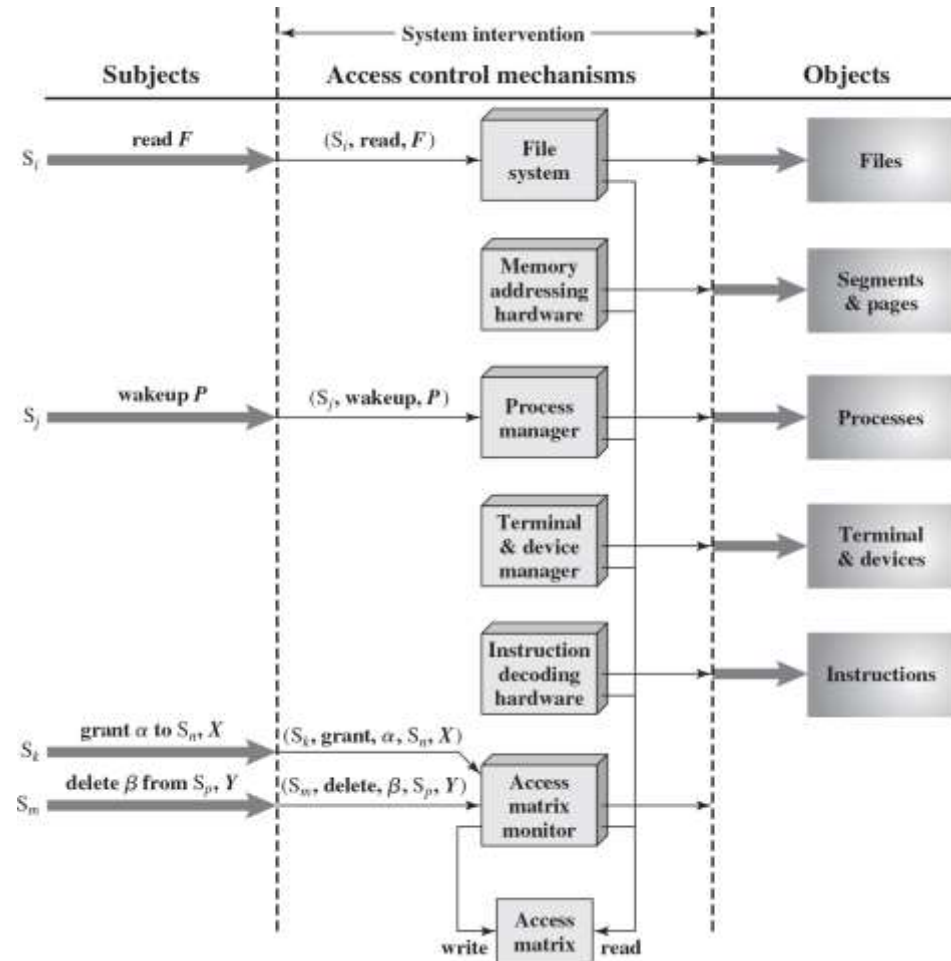 System intervention
Subjects
Access control mechanisms
Objects
Sᵢ
read F
(Sᵢ, read, F)
File
system
Files
Memory
addressing
hardware
Segments
& pages
Sⱼ
wakeup P
(Sⱼ, wakeup, P)
Process
manager
Processes
Terminal
& device
manager
Terminal
& devices
Instruction
decoding
hardware
Instructions
Sₖ
grant α to Sₙ, X
(Sₖ, grant, α, Sₙ, X)
Sₘ
delete β from Sₚ, Y
(Sₘ, delete, β, Sₚ, Y)
Access
matrix
monitor
write
Access
matrix
read